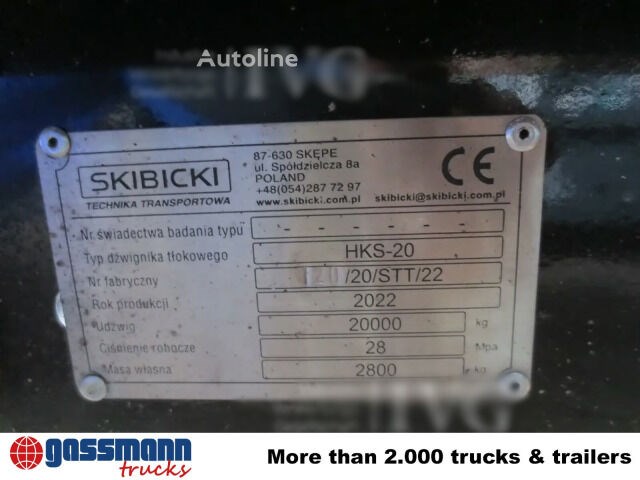 Autoline
87-630 SKĘPE
ul. Spółdzielcza 8a
POLAND
+48(054)287 72 97
www.skibicki.com.pl skibicki@skibicki.com.pl
CE
SKIBICKI
TECHNIKA TRANSPORTOWA
Nr świadectwa badania typu - - - - - -
Typ dźwignika tłokowego HKS-20
Nr fabryczny /20/STT/22
Rok produkcji 2022
Udźwig 20000 kg
Ciśnienie robocze 28 Mpa
Masa własna 2800 kg
gassmann
trucks
More than 2.000 trucks & trailers